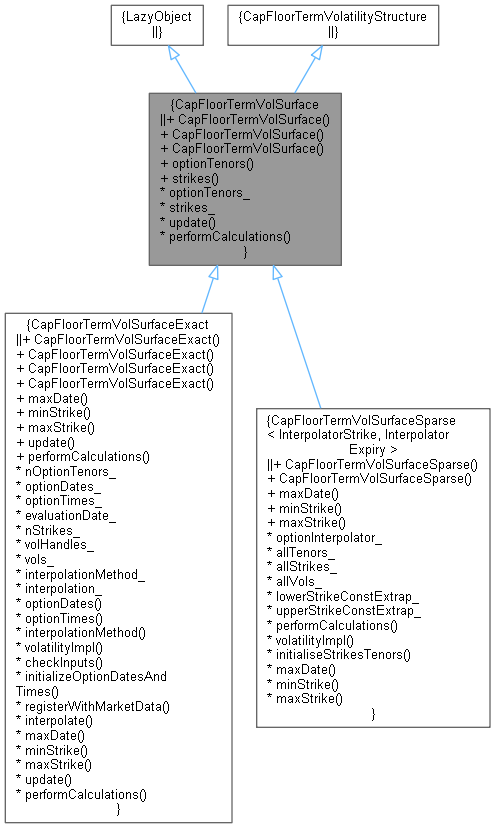 {LazyObject
||}
{CapFloorTermVolatilityStructure
||}
{CapFloorTermVolSurface
||+ CapFloorTermVolSurface()
+ CapFloorTermVolSurface()
+ CapFloorTermVolSurface()
+ optionTenors()
+ strikes()
* optionTenors_
* strikes_
* update()
* performCalculations()
}
{CapFloorTermVolSurfaceExact
||+ CapFloorTermVolSurfaceExact()
+ CapFloorTermVolSurfaceExact()
+ CapFloorTermVolSurfaceExact()
+ CapFloorTermVolSurfaceExact()
+ maxDate()
+ minStrike()
+ maxStrike()
+ update()
+ performCalculations()
* nOptionTenors_
* optionDates_
* optionTimes_
* evaluationDate_
* nStrikes_
* volHandles_
* vols_
* interpolationMethod_
* interpolation_
* optionDates()
* optionTimes()
* interpolationMethod()
* volatilityImpl()
* checkInputs()
* initializeOptionDatesAnd
Times()
* registerWithMarketData()
* interpolate()
* maxDate()
* minStrike()
* maxStrike()
* update()
* performCalculations()
}
{CapFloorTermVolSurfaceSparse
< InterpolatorStrike, Interpolator
Expiry >
||+ CapFloorTermVolSurfaceSparse()
+ CapFloorTermVolSurfaceSparse()
+ maxDate()
+ minStrike()
+ maxStrike()
* optionInterpolator_
* allTenors_
* allStrikes_
* allVols_
* lowerStrikeConstExtrap_
* upperStrikeConstExtrap_
* performCalculations()
* volatilityImpl()
* initialiseStrikesTenors()
* maxDate()
* minStrike()
* maxStrike()
}